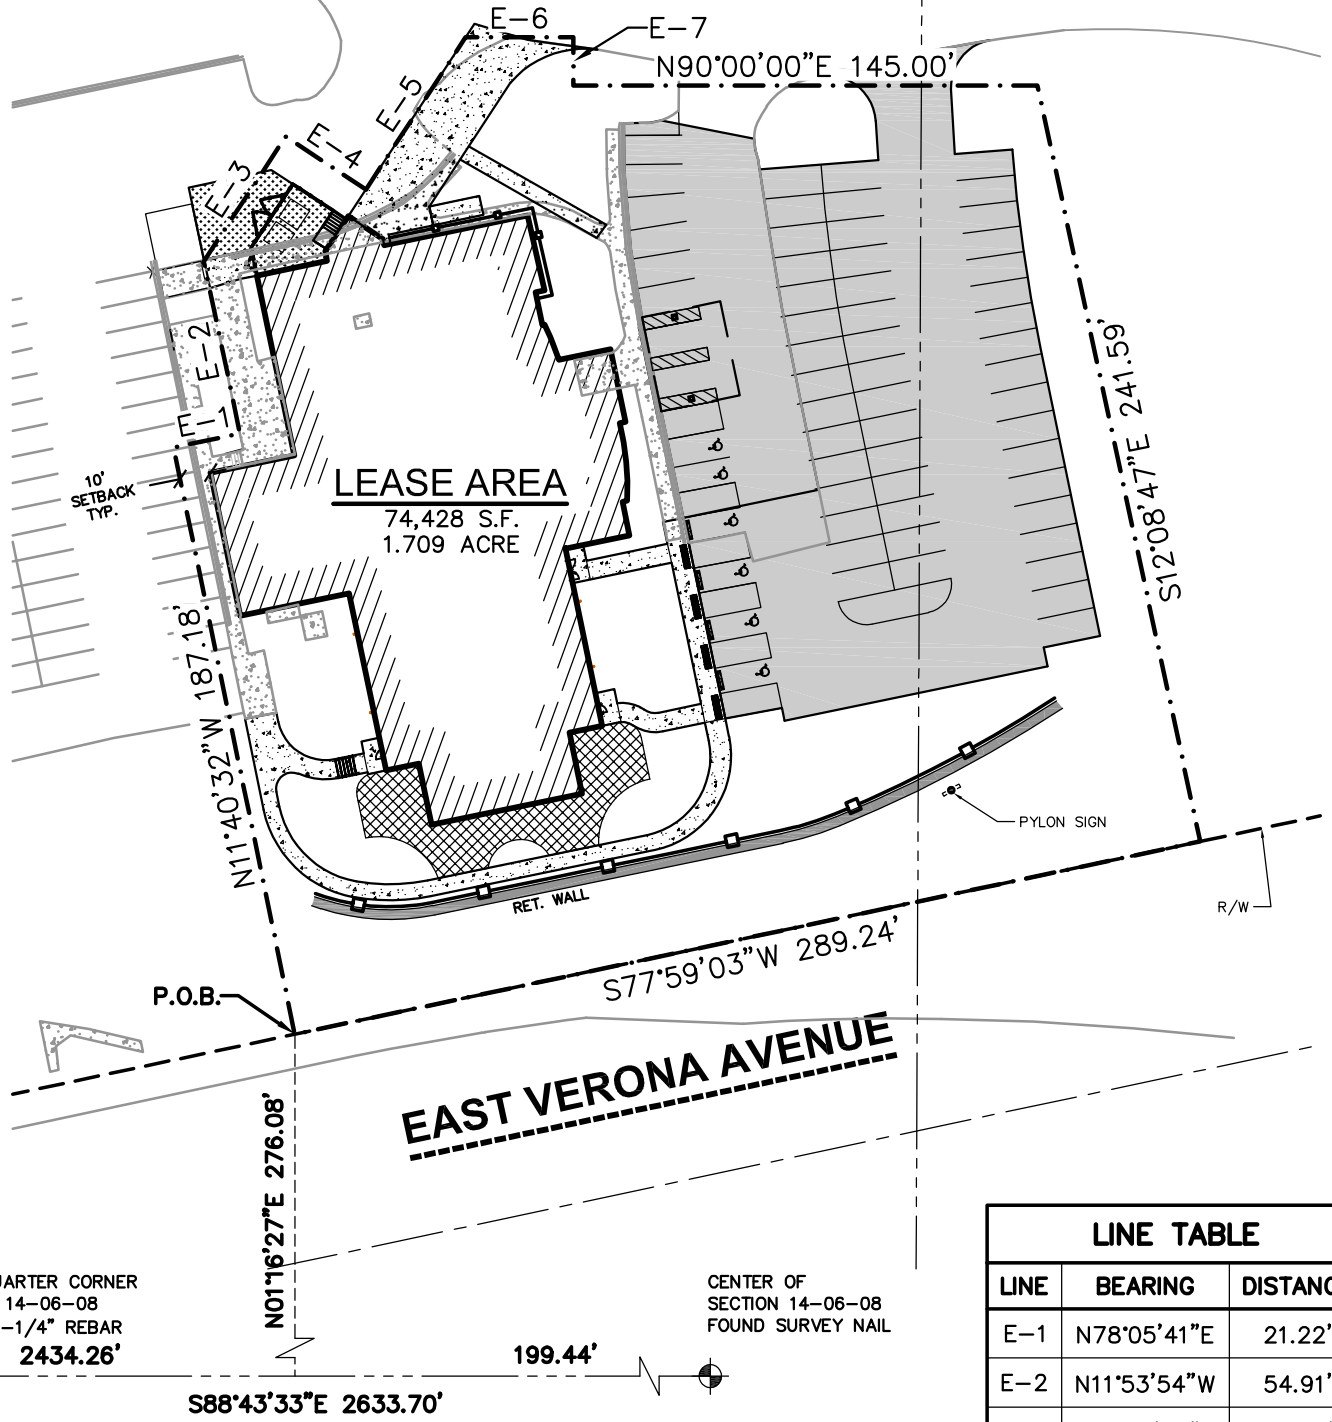 E-6
E-7
N90°00'00"E 145.00'
E-5
E-4
E-3
E-2
E-1
10'
SETBACK
TYP.
LEASE AREA
74,428 S.F.
1.709 ACRE
S12°08'47"E 241.59'
N11°40'32"W 187.18'
PYLON SIGN
RET. WALL
R/W
S77°59'03"W 289.24'
P.O.B.
EAST VERONA AVENUE
N01°16'27"E 276.08'
UARTER CORNER
14-06-08
-1/4" REBAR
2434.26'
199.44'
S88°43'33"E 2633.70'
CENTER OF
SECTION 14-06-08
FOUND SURVEY NAIL
LINE TABLE
LINE BEARING DISTANC
E-1 N78°05'41"E 21.22'
E-2 N11°53'54"W 54.91'